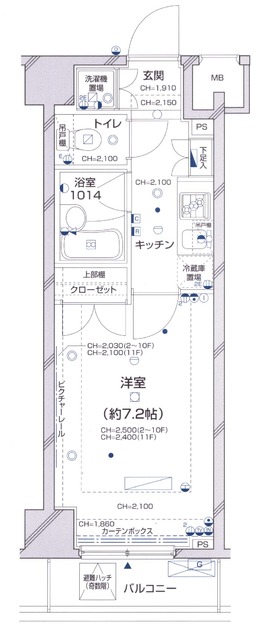 洗濯機
置場
玄関
CH=1,910
CH=2,150
MB
トイレ
PS
吊戸棚
CH=2,100
下足入
浴室
1014
CH=2,100
吊戸棚
キッチン
冷蔵庫
置場
上部棚
クローゼット
CH=2,030(2~10F)
CH=2,100(11F)
ピクチャーレール
洋室
(約7.2帖)
CH=2,500(2~10F)
CH=2,400(11F)
CH=2,100
CH=1,860
カーテンボックス
PS
避難ハッチ
(奇数階)
バルコニー
G